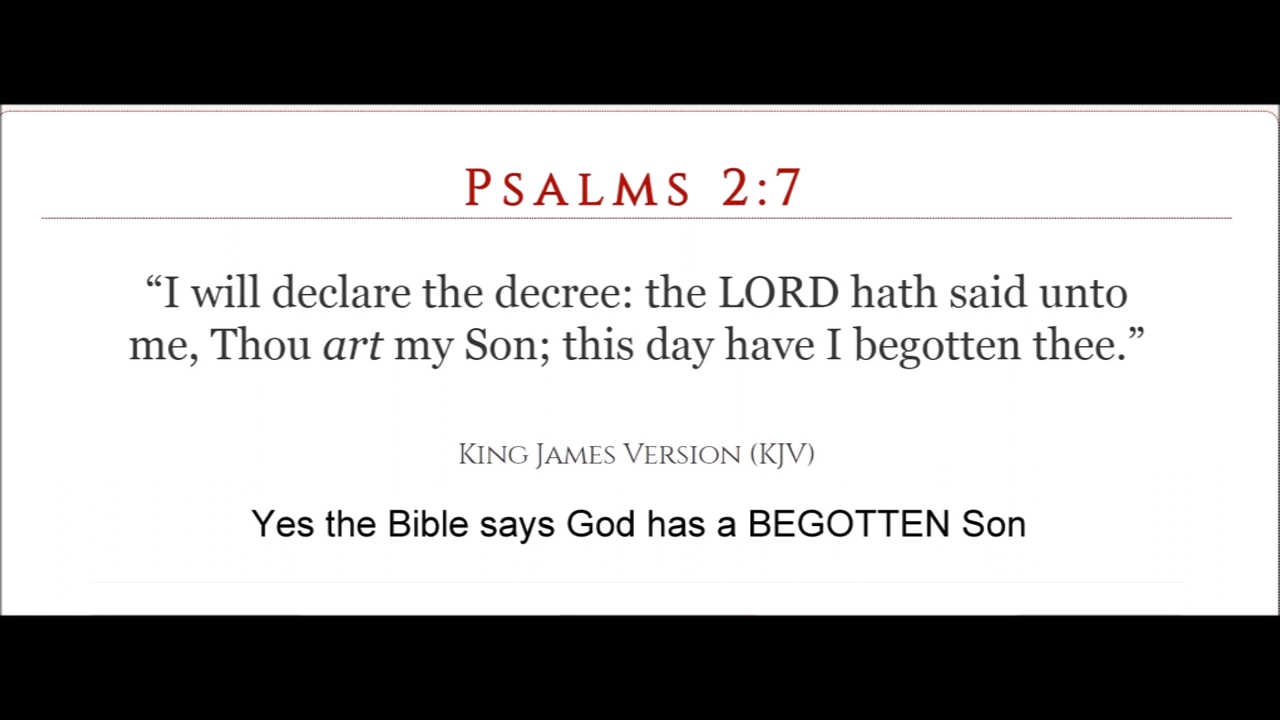 Psalms 2:7
“I will declare the decree: the LORD hath said unto
me, Thou art my Son; this day have I begotten thee.”
King James Version (KJV)
Yes the Bible says God has a BEGOTTEN Son